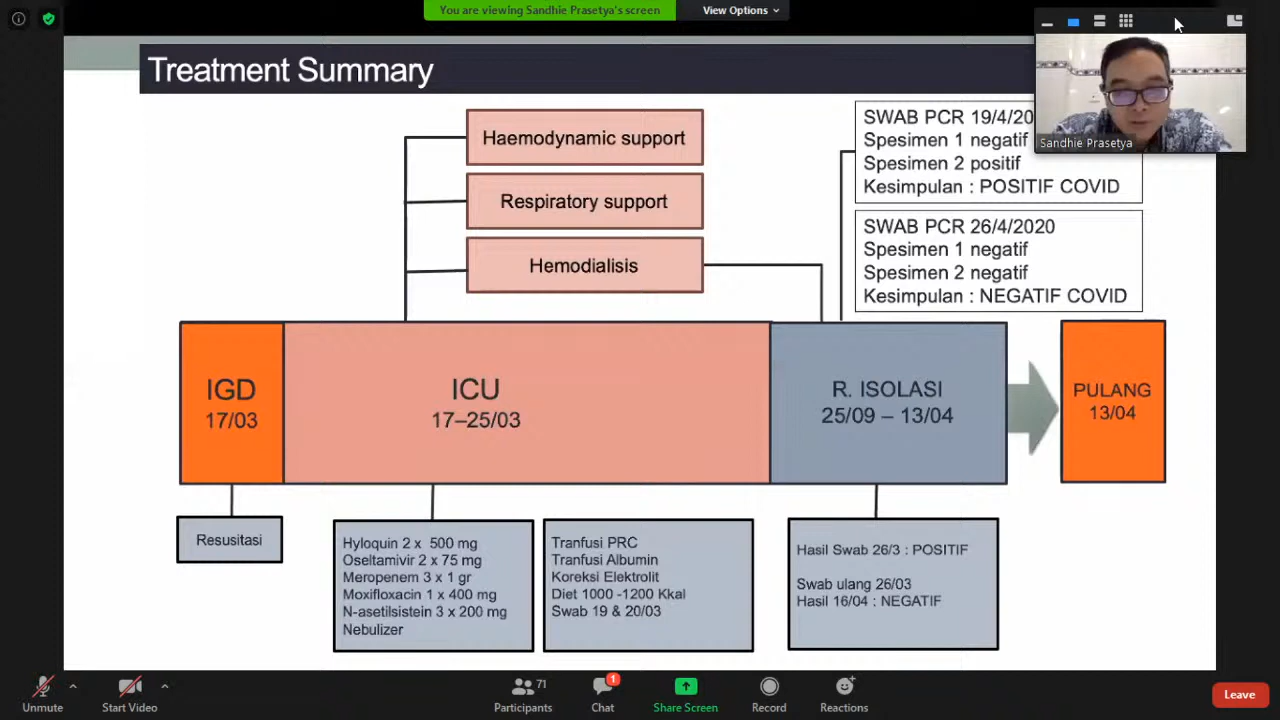 You are viewing Sandhie Prasetya's screen
View Options
Treatment Summary
Sandhie Prasetya
Haemodynamic support
Respiratory support
Hemodialisis
SWAB PCR 19/4/20
Spesimen 1 negatif
Spesimen 2 positif
Kesimpulan : POSITIF COVID
SWAB PCR 26/4/2020
Spesimen 1 negatif
Spesimen 2 negatif
Kesimpulan : NEGATIF COVID
IGD
17/03
ICU
17–25/03
R. ISOLASI
25/09 – 13/04
PULANG
13/04
Resusitasi
Hyloquin 2 x 500 mg
Oseltamivir 2 x 75 mg
Meropenem 3 x 1 gr
Moxifloxacin 1 x 400 mg
N-asetilsistein 3 x 200 mg
Nebulizer
Tranfusi PRC
Tranfusi Albumin
Koreksi Elektrolit
Diet 1000 -1200 Kkal
Swab 19 & 20/03
Hasil Swab 26/3 : POSITIF
Swab ulang 26/03
Hasil 16/04 : NEGATIF
Unmute
Start Video
71
Participants
1
Chat
Share Screen
Record
Reactions
Leave